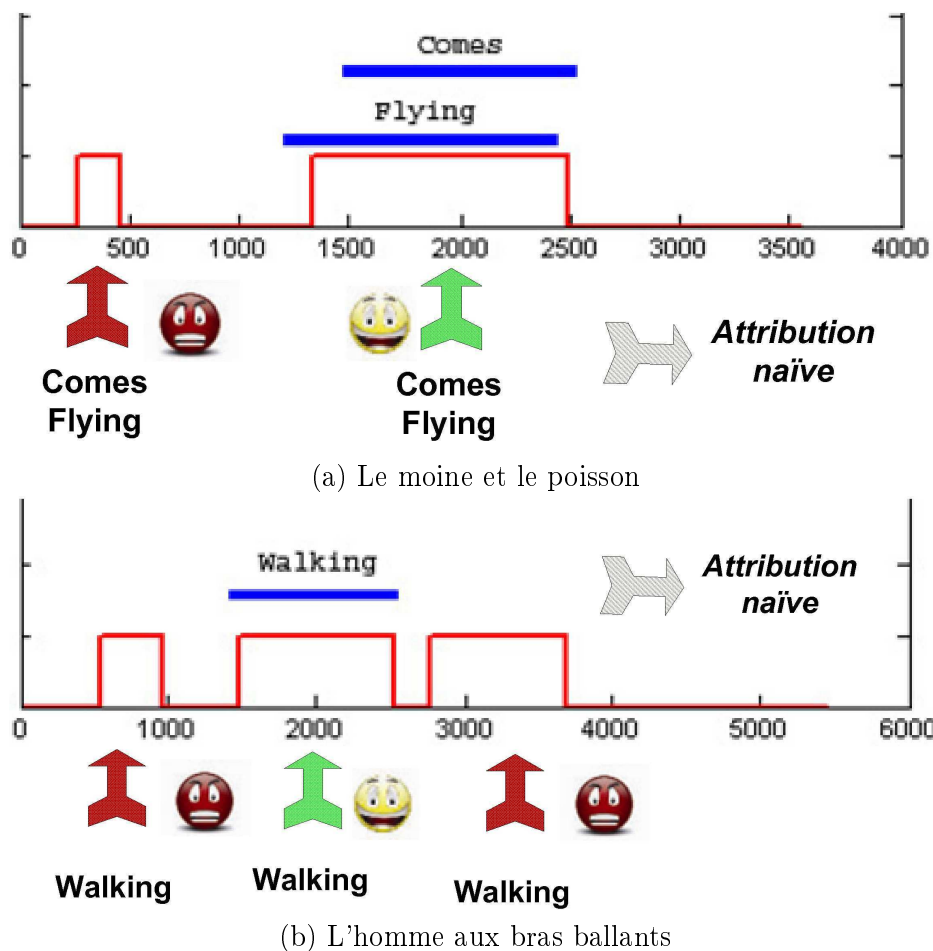 Comes
Flying
0 500 1000 1500 2000 2500 3000 3500 4000
Comes
Flying
Comes
Flying
Attribution
naïve
(a) Le moine et le poisson
Walking
Attribution
naïve
0 1000 2000 3000 4000 5000 6000
Walking
Walking
Walking
(b) L'homme aux bras ballants